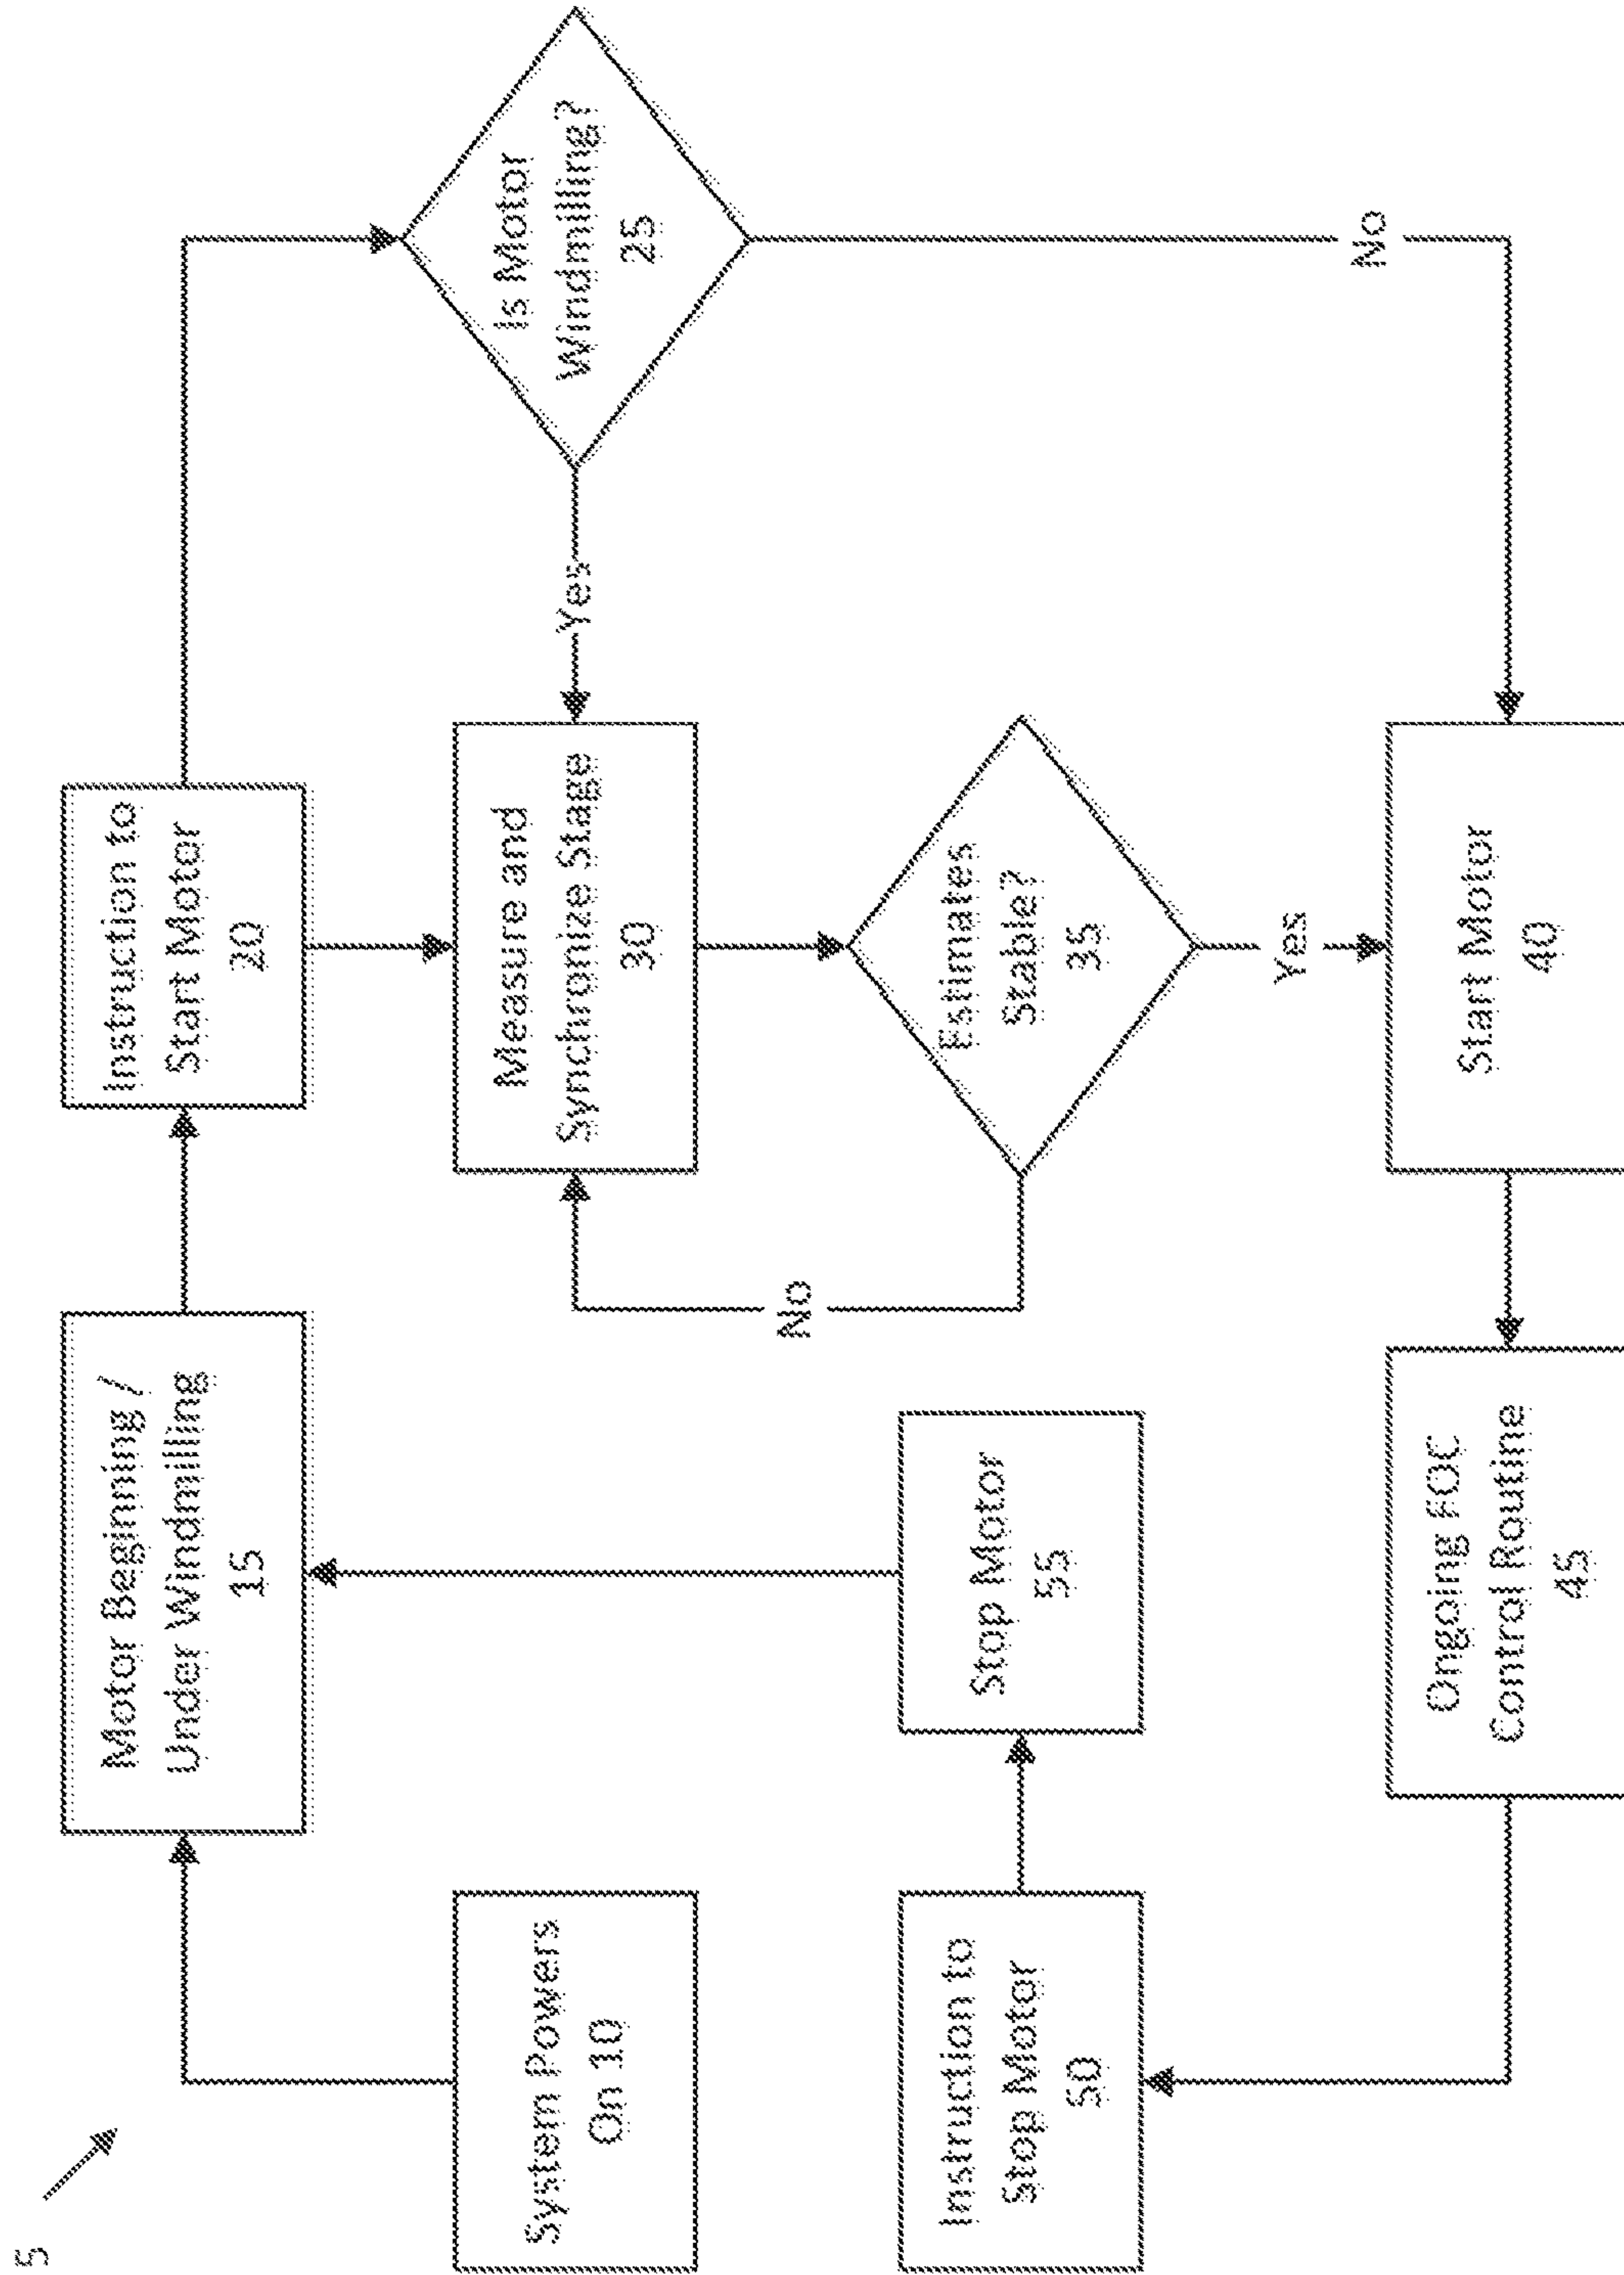 5
System Powers
On 10
Motor Beginning /
Under Windmilling
15
Instruction to
Start Motor
20
Is Motor
Windmilling?
25
Yes
No
Measure and
Synchronize Stage
30
Estimates
Stable?
35
No
Yes
Start Motor
40
Ongoing FOC
Control Routine
45
Instruction to
Stop Motor
50
Stop Motor
55